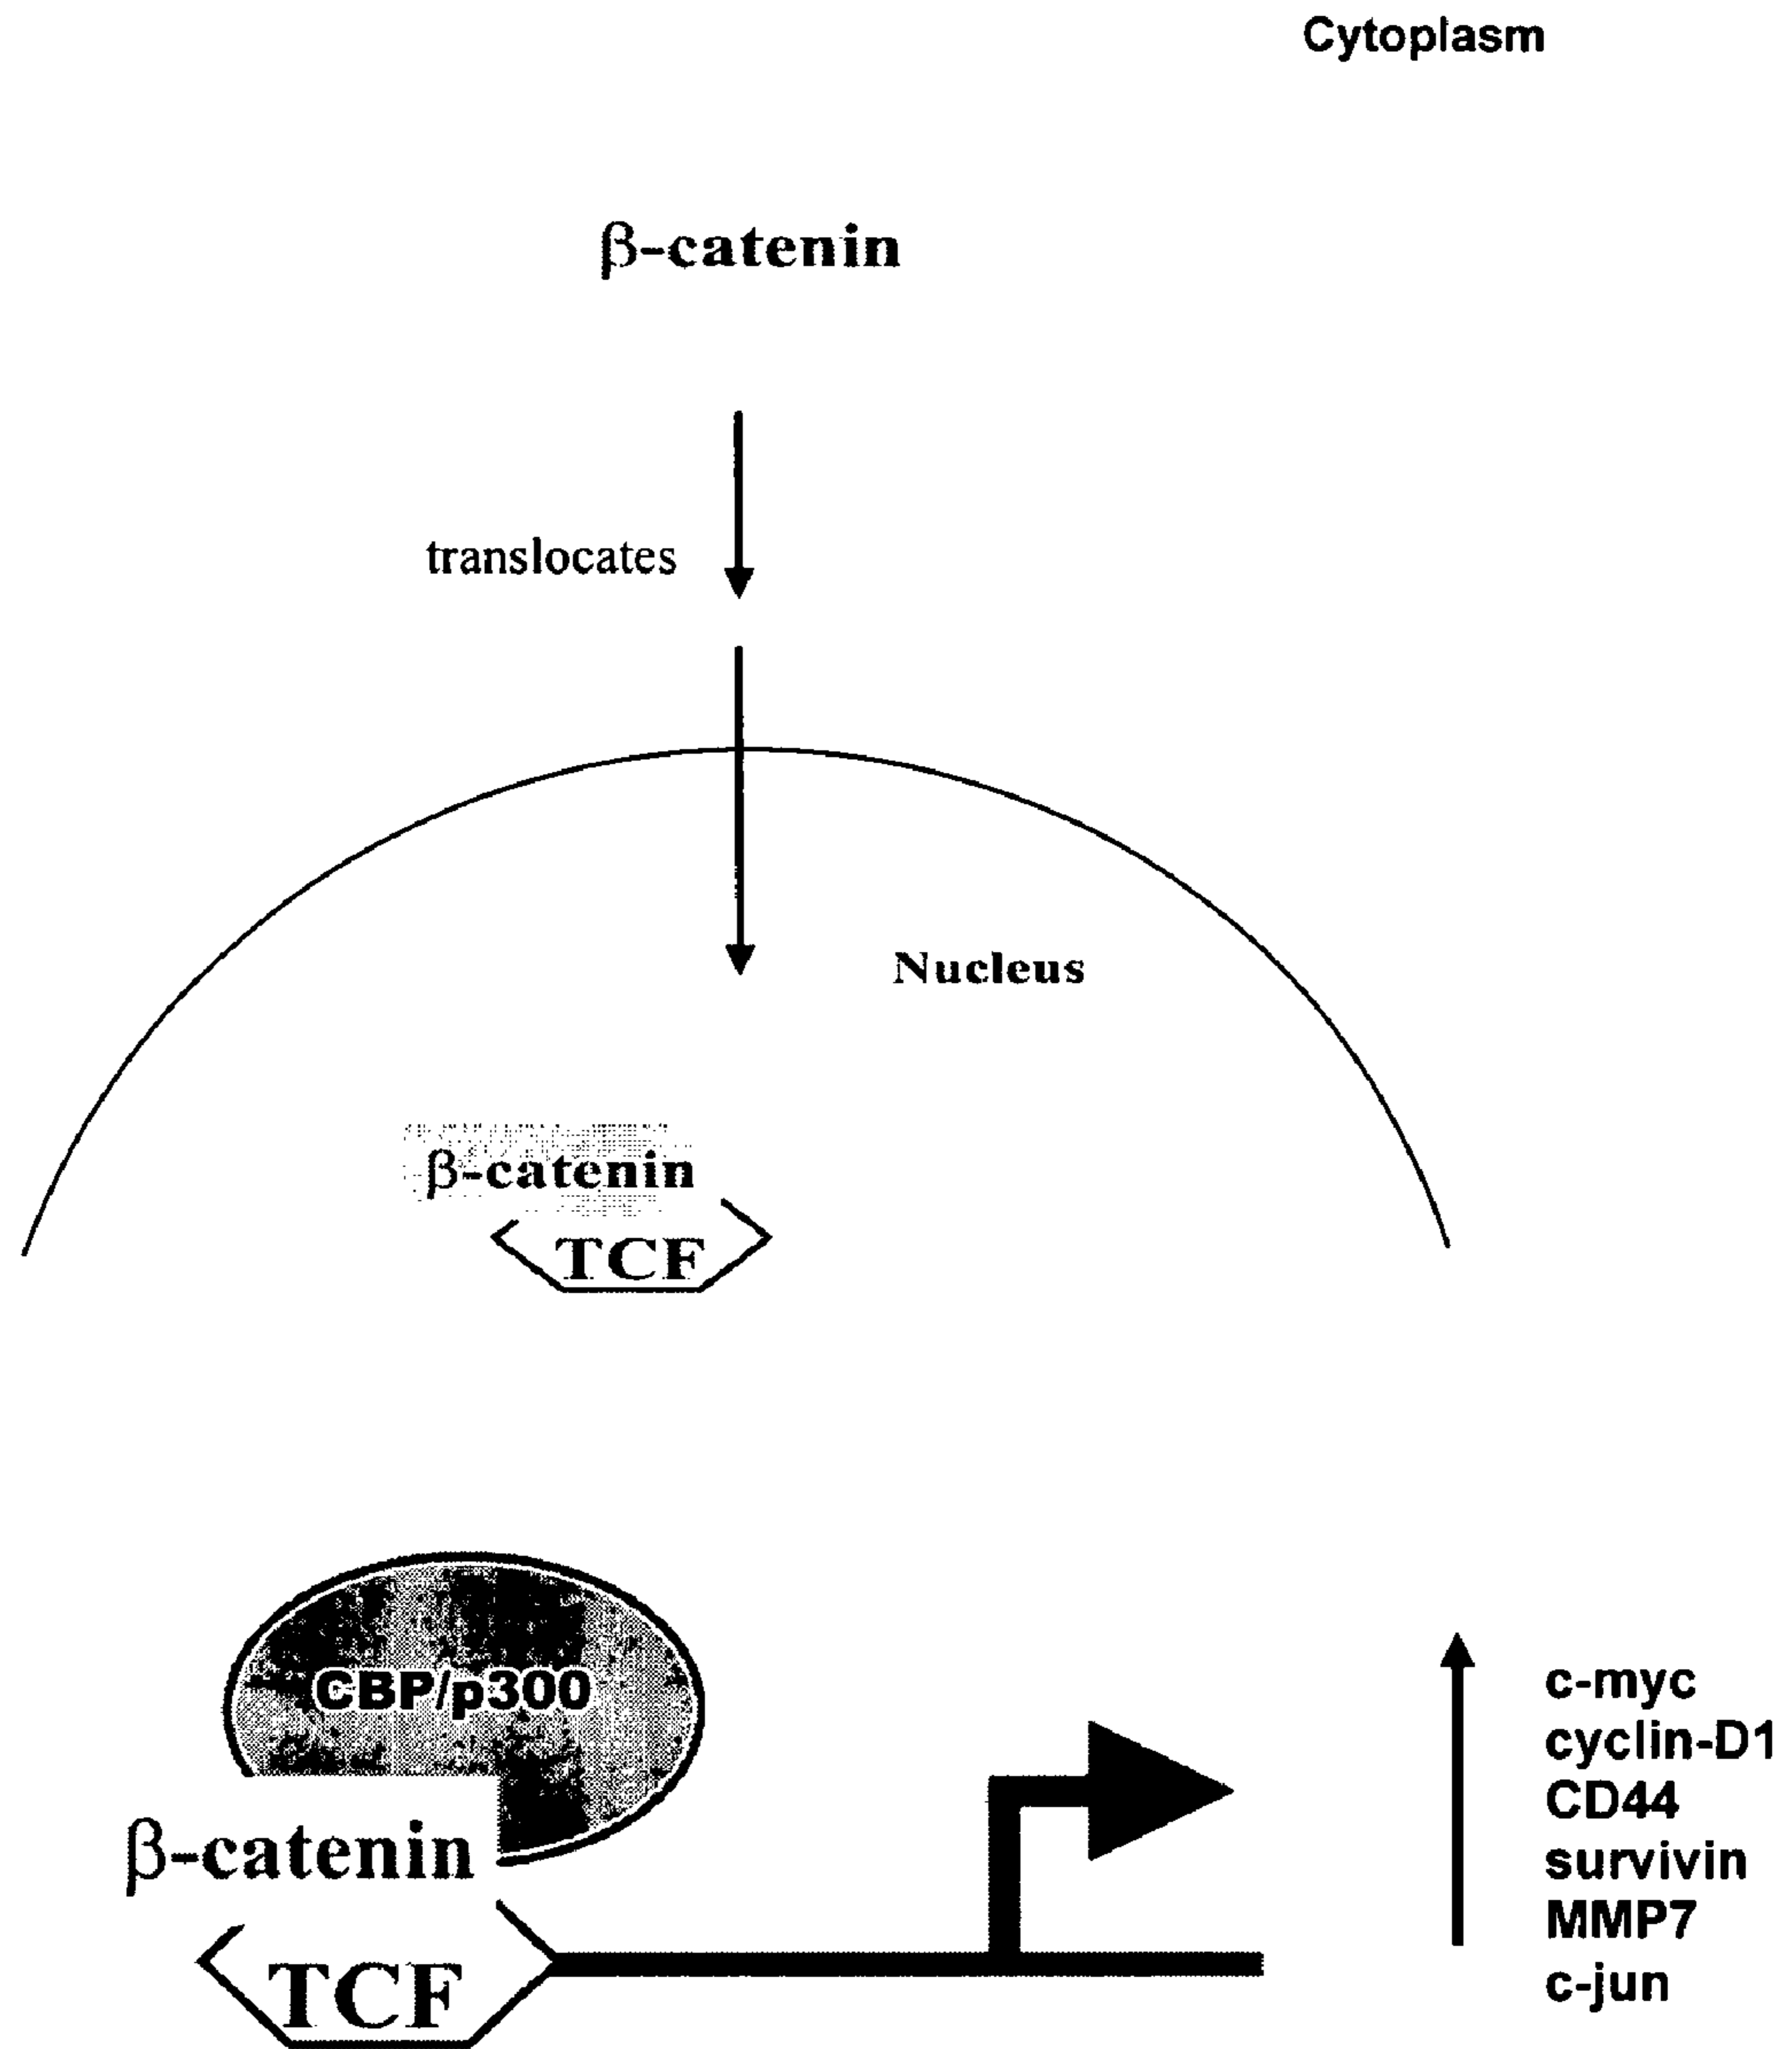 Cytoplasm
β-catenin
translocates
Nucleus
β-catenin
TCF
CBP/p300
β-catenin
TCF
c-myc
cyclin-D1
CD44
survivin
MMP7
c-jun